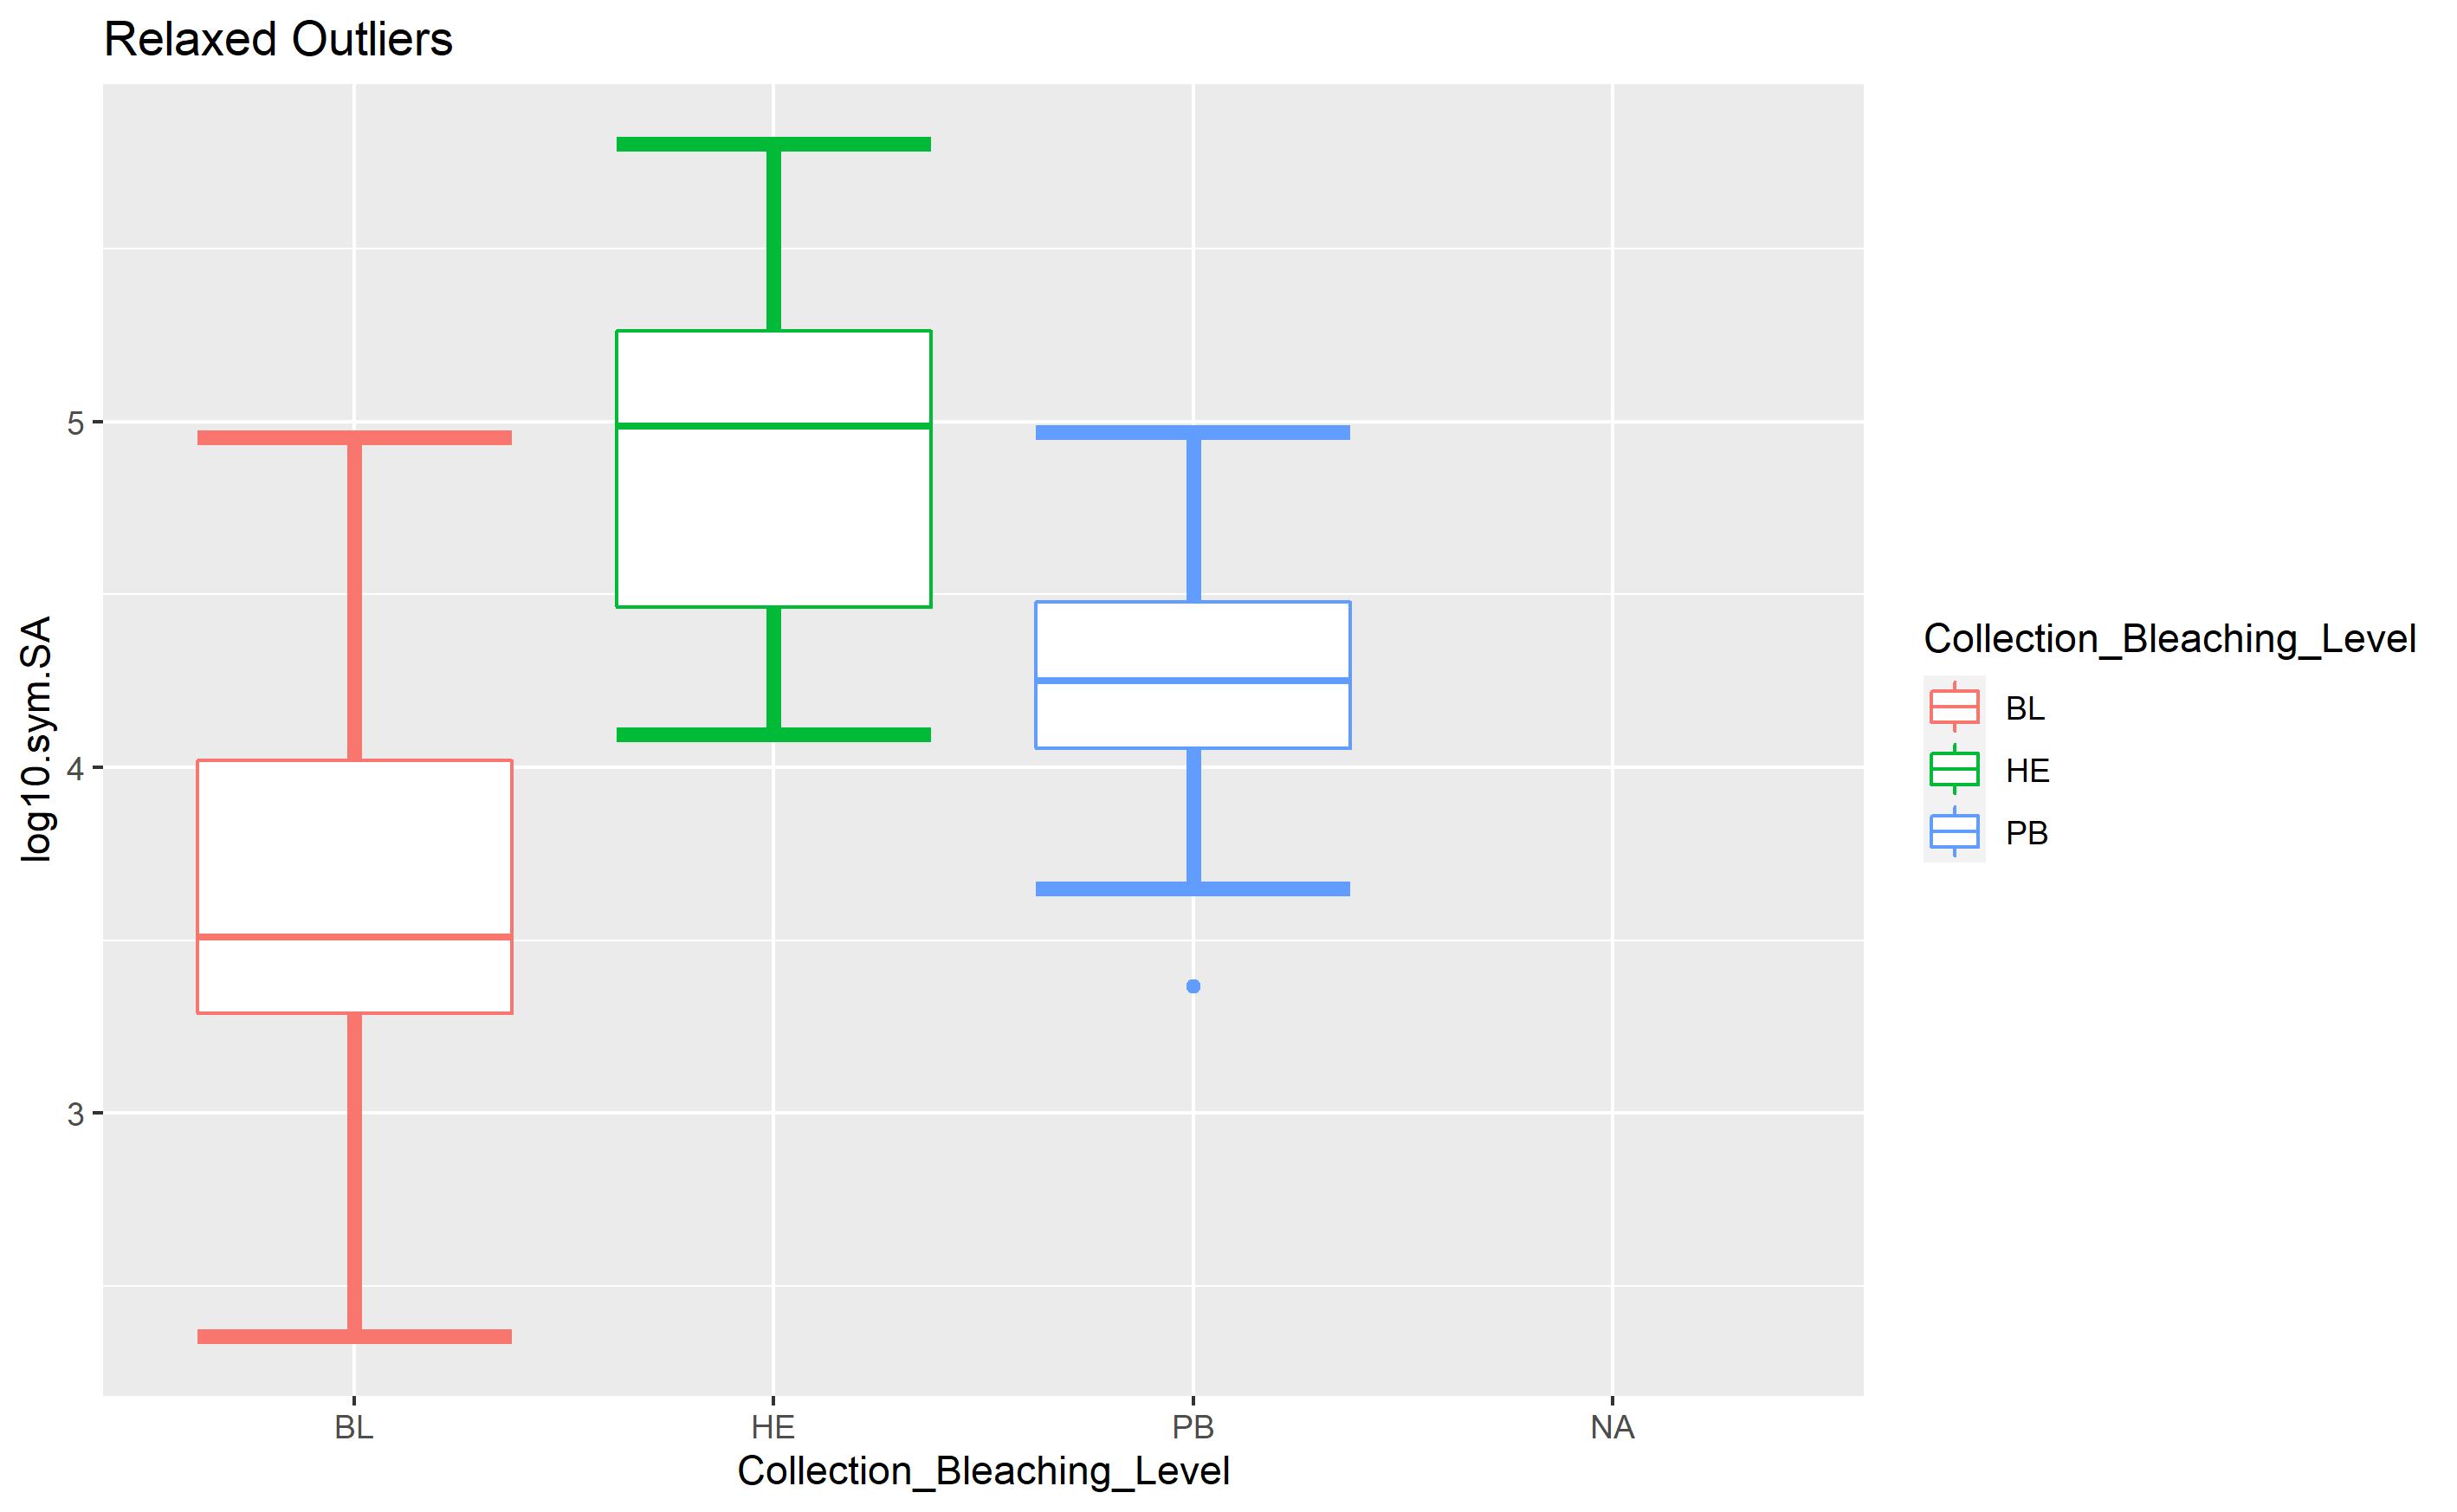 Relaxed Outliers
log10.sym.SA
5
4
3
BL
HE
PB
NA
Collection_Bleaching_Level
Collection_Bleaching_Level
BL
HE
PB